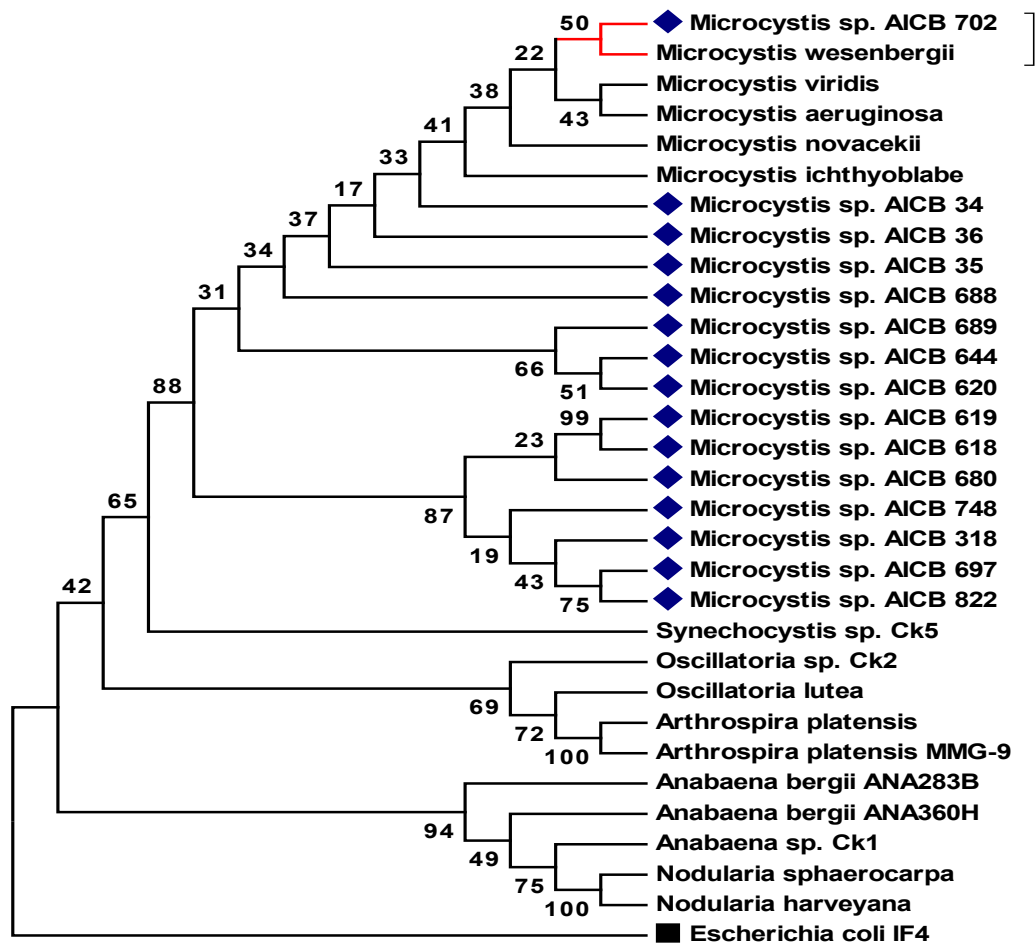 50
Microcystis sp. AICB 702
Microcystis wesenbergii
22
Microcystis viridis
43
Microcystis aeruginosa
38
Microcystis novacekii
41
Microcystis ichthyoblabe
33
Microcystis sp. AICB 34
17
Microcystis sp. AICB 36
37
Microcystis sp. AICB 35
34
Microcystis sp. AICB 688
31
Microcystis sp. AICB 689
66
Microcystis sp. AICB 644
51
Microcystis sp. AICB 620
88
99
Microcystis sp. AICB 619
23
Microcystis sp. AICB 618
Microcystis sp. AICB 680
87
Microcystis sp. AICB 748
19
Microcystis sp. AICB 318
43
Microcystis sp. AICB 697
75
Microcystis sp. AICB 822
65
Synechocystis sp. Ck5
42
Oscillatoria sp. Ck2
69
Oscillatoria lutea
72
Arthrospira platensis
100
Arthrospira platensis MMG-9
Anabaena bergii ANA283B
94
Anabaena bergii ANA360H
49
Anabaena sp. Ck1
75
Nodularia sphaerocarpa
100
Nodularia harveyana
Escherichia coli IF4